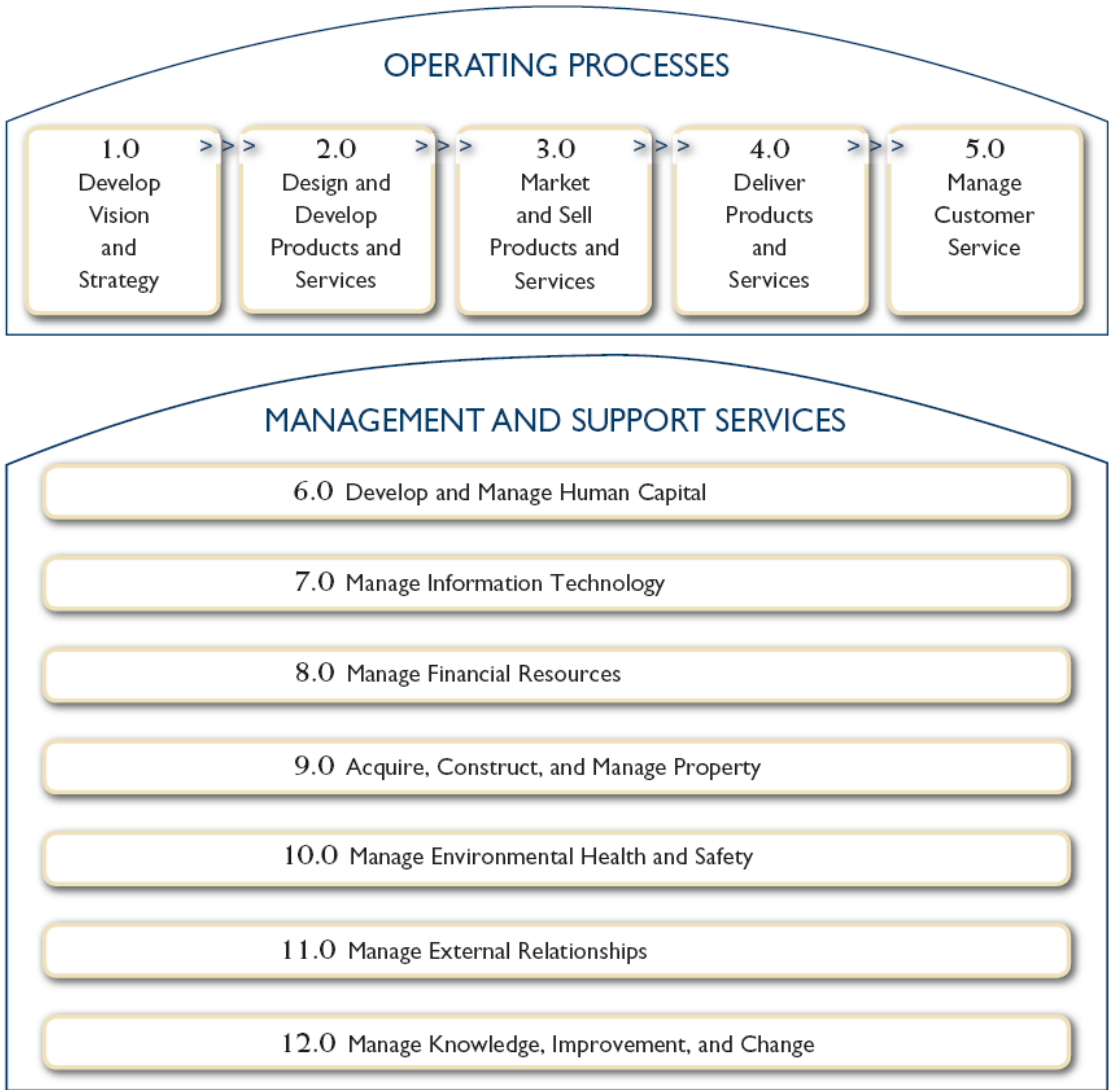 OPERATING PROCESSES
1.0
Develop
Vision
and
Strategy
> > >
2.0
Design and
Develop
Products and
Services
> > >
3.0
Market
and Sell
Products and
Services
> > >
4.0
Deliver
Products
and
Services
> > >
5.0
Manage
Customer
Service
MANAGEMENT AND SUPPORT SERVICES
6.0 Develop and Manage Human Capital
7.0 Manage Information Technology
8.0 Manage Financial Resources
9.0 Acquire, Construct, and Manage Property
10.0 Manage Environmental Health and Safety
11.0 Manage External Relationships
12.0 Manage Knowledge, Improvement, and Change